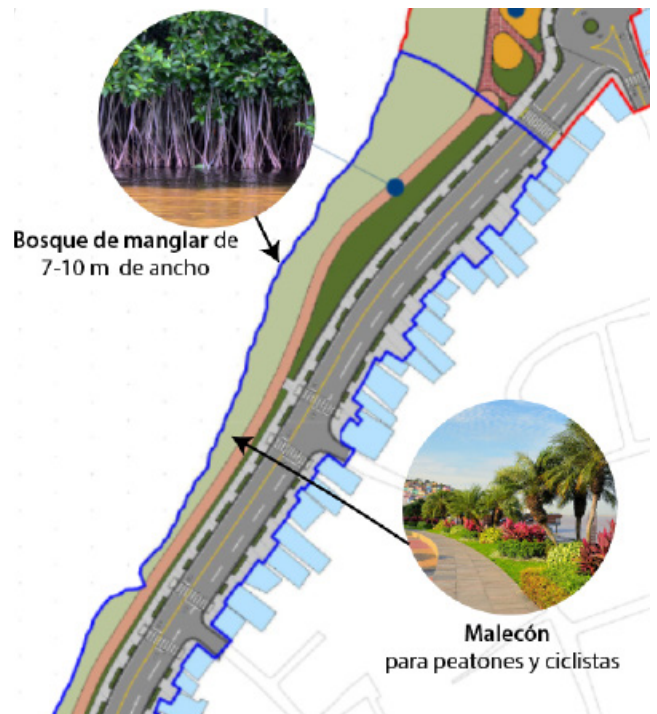 Bosque de manglar de
7-10 m de ancho
Malecón
para peatones y ciclistas